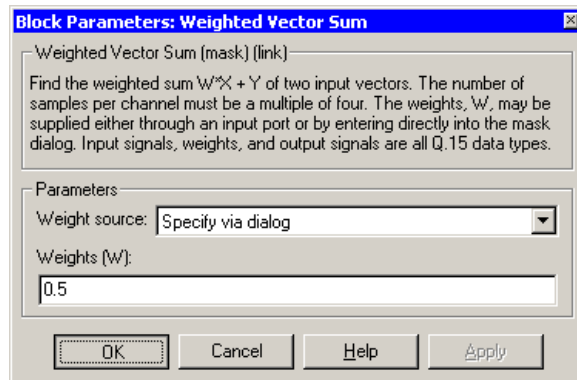 Block Parameters: Weighted Vector Sum
Weighted Vector Sum (mask) (link)
Find the weighted sum W*X + Y of two input vectors. The number of
samples per channel must be a multiple of four. The weights, W, may be
supplied either through an input port or by entering directly into the mask
dialog. Input signals, weights, and output signals are all Q.15 data types.
Parameters
Weight source: Specify via dialog
Weights (W):
0.5
OK Cancel Help Apply